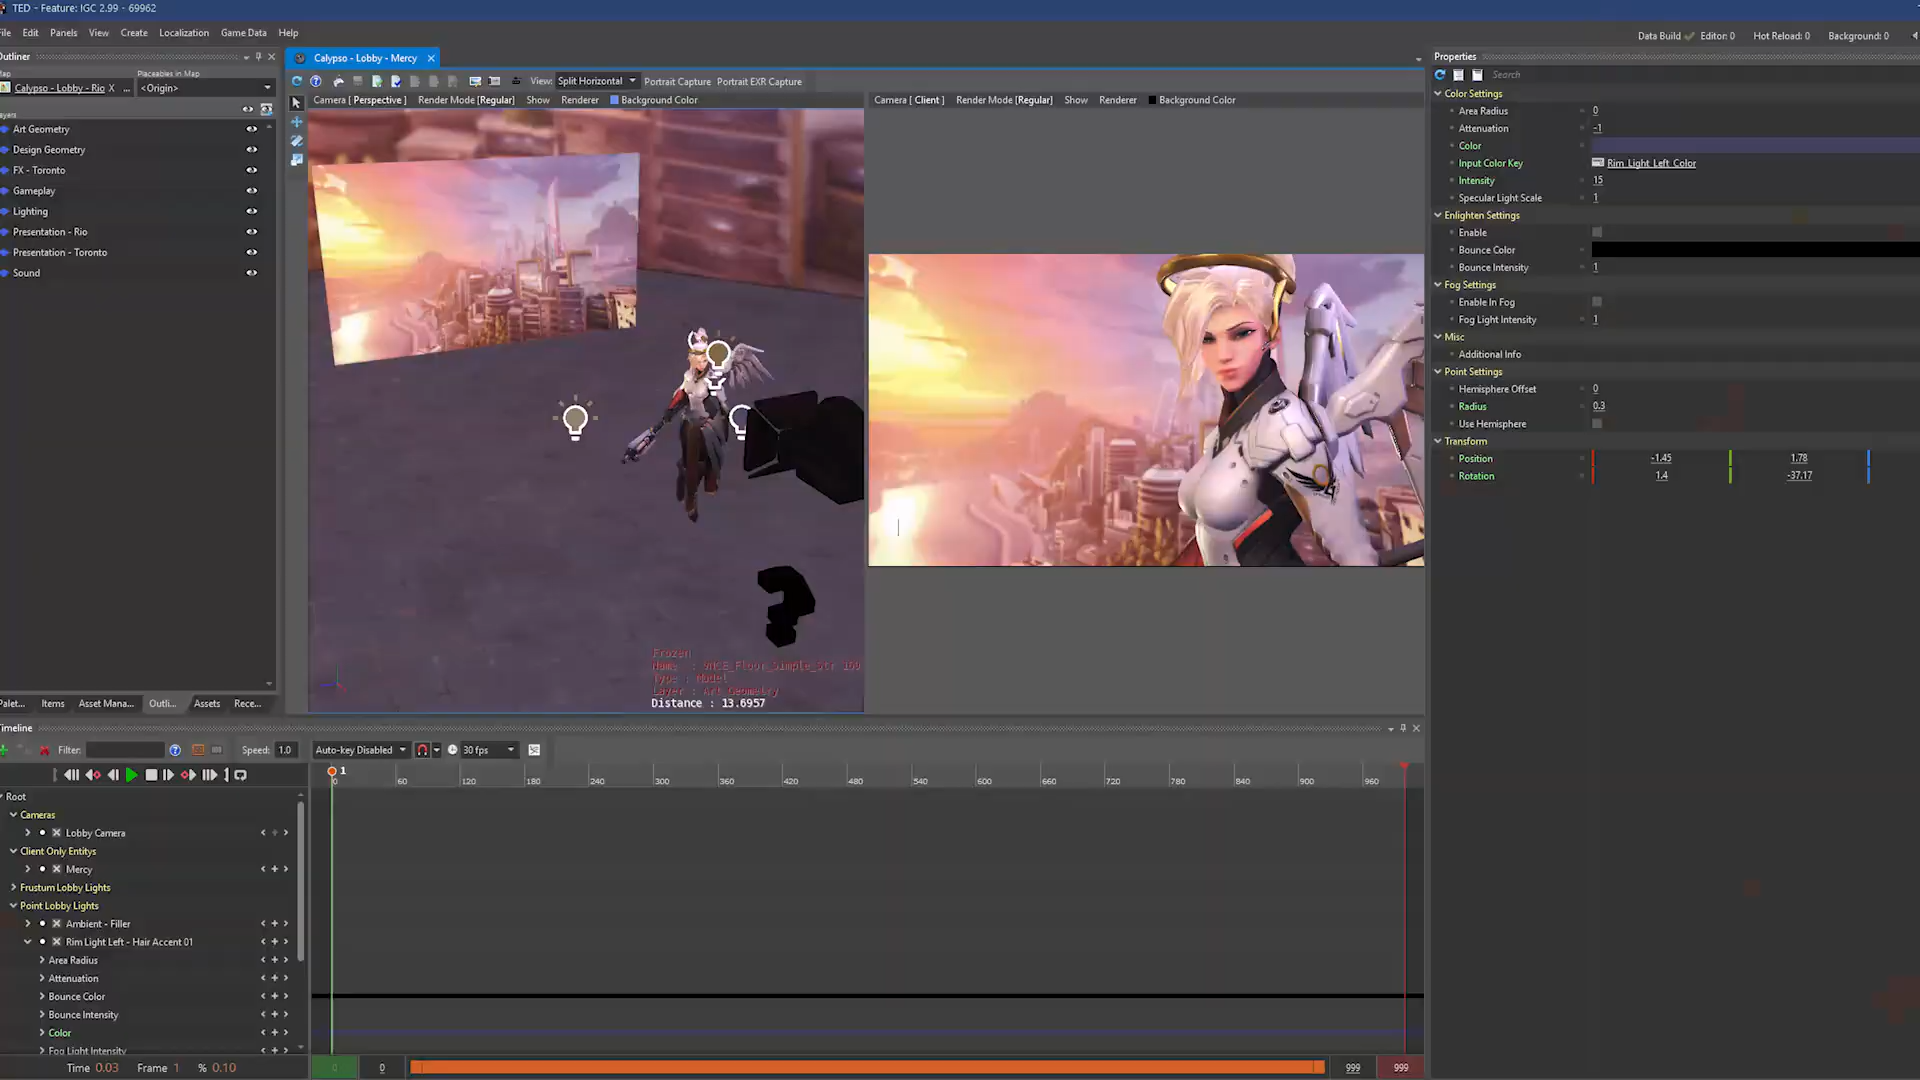 TED - Feature: IGC 2.99 - 69962
File Edit Panels View Create Localization Game Data Help
Data Build Editor: 0 Hot Reload: 0 Background: 0
Outliner
Map Placeables in Map
Calypso - Lobby - Rio X ... <Origin>
Layers
Art Geometry
Design Geometry
FX - Toronto
Gameplay
Lighting
Presentation - Rio
Presentation - Toronto
Sound
Palet... Items Asset Mana... Outli... Assets Rece...
Calypso - Lobby - Mercy
View: Split Horizontal Portrait Capture Portrait EXR Capture
Camera [ Perspective ] Render Mode [Regular] Show Renderer Background Color
Camera [ Client ] Render Mode [Regular] Show Renderer Background Color
Frozen
Name :
Type : Model
Layer : Art Geometry
Distance : 13.6957
Properties
Search
Color Settings
Area Radius 0
Attenuation -1
Color
Input Color Key Rim Light Left Color
Intensity 15
Specular Light Scale 1
Enlighten Settings
Enable
Bounce Color
Bounce Intensity 1
Fog Settings
Enable In Fog
Fog Light Intensity 1
Misc
Additional Info
Point Settings
Hemisphere Offset 0
Radius 0.3
Use Hemisphere
Transform
Position -1.45 1.78
Rotation 1.4 -37.17
Timeline
Filter: Speed: 1.0 Auto-key Disabled 30 fps
1
0 60 120 180 240 300 360 420 480 540 600 660 720 780 840 900 960
Root
Cameras
Lobby Camera
Client Only Entitys
Mercy
Frustum Lobby Lights
Point Lobby Lights
Ambient - Filler
Rim Light Left - Hair Accent 01
Area Radius
Attenuation
Bounce Color
Bounce Intensity
Color
Fog Light Intensity
Time 0.03 Frame 1 % 0.10
0 0 999 999